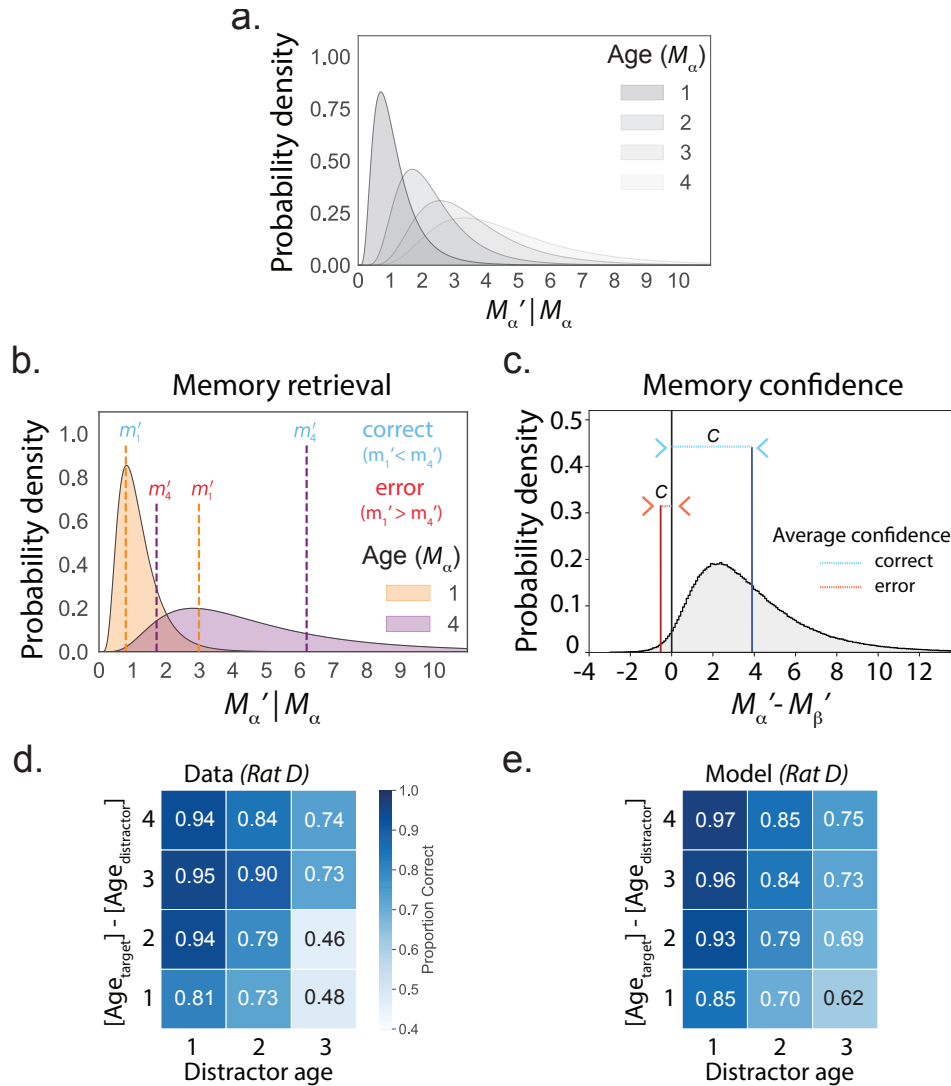 a.
Probability density
1.00
0.75
0.50
0.25
0.00
Age (Mα)
1
2
3
4
0 1 2 3 4 5 6 7 8 9 10
Mα′ | Mα
b.
Memory retrieval
Probability density
1.0
0.8
0.6
0.4
0.2
0.0
m1′
m4′
m1′
m4′
correct
(m1′ < m4′)
error
(m1′ > m4′)
Age (Mα)
1
4
0 1 2 3 4 5 6 7 8 9 10
Mα′ | Mα
c.
Memory confidence
Probability density
0.5
0.4
0.3
0.2
0.1
0
C
C
Average confidence
correct
error
-4 -2 0 2 4 6 8 10 12
Mα′ - Mβ′
d.
Data (Rat D)
[Age target] - [Age distractor]
4 0.94 0.84 0.74
3 0.95 0.90 0.73
2 0.94 0.79 0.46
1 0.81 0.73 0.48
1 2 3
Distractor age
1.0
0.9
0.8
0.7
0.6
0.5
0.4
Proportion Correct
e.
Model (Rat D)
[Age target] - [Age distractor]
4 0.97 0.85 0.75
3 0.96 0.84 0.73
2 0.93 0.79 0.69
1 0.85 0.70 0.62
1 2 3
Distractor age